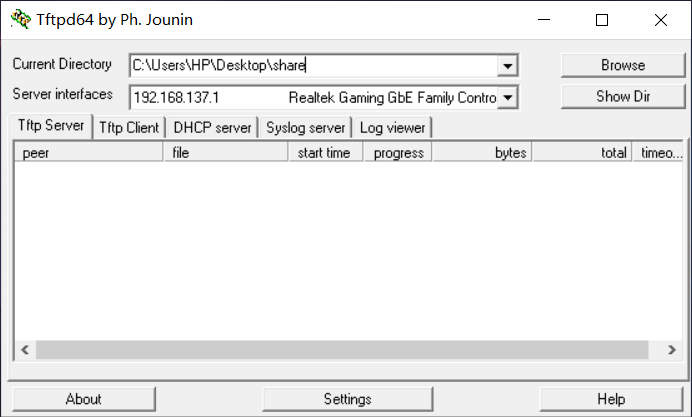 Tftpd64 by Ph. Jounin
Current Directory C:\Users\HP\Desktop\share Browse
Server interfaces 192.168.137.1 Realtek Gaming GbE Family Contro Show Dir
Tftp Server Tftp Client DHCP server Syslog server Log viewer
peer file start time progress bytes total timeo...
About Settings Help